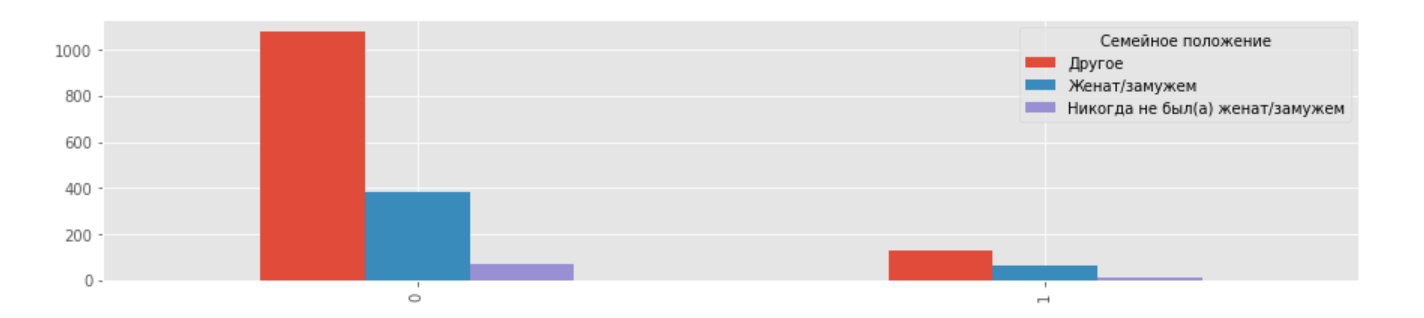 1000
800
600
400
200
0
0
1
Семейное положение
Другое
Женат/замужем
Никогда не был(а) женат/замужем